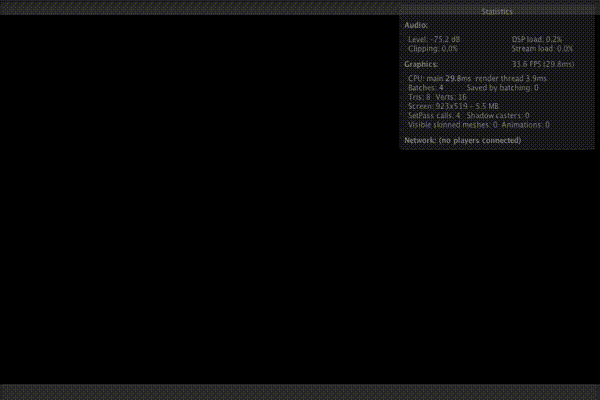 Statistics
Audio:
Level: -75.2 dB DSP load: 0.2%
Clipping: 0.0% Stream load: 0.0%
Graphics: 33.6 FPS (29.8ms)
CPU: main 29.8ms render thread 3.9ms
Batches: 4 Saved by batching: 0
Tris: 8 Verts: 16
Screen: 923x519 - 5.5 MB
SetPass calls: 4 Shadow casters: 0
Visible skinned meshes: 0 Animations: 0
Network: (no players connected)